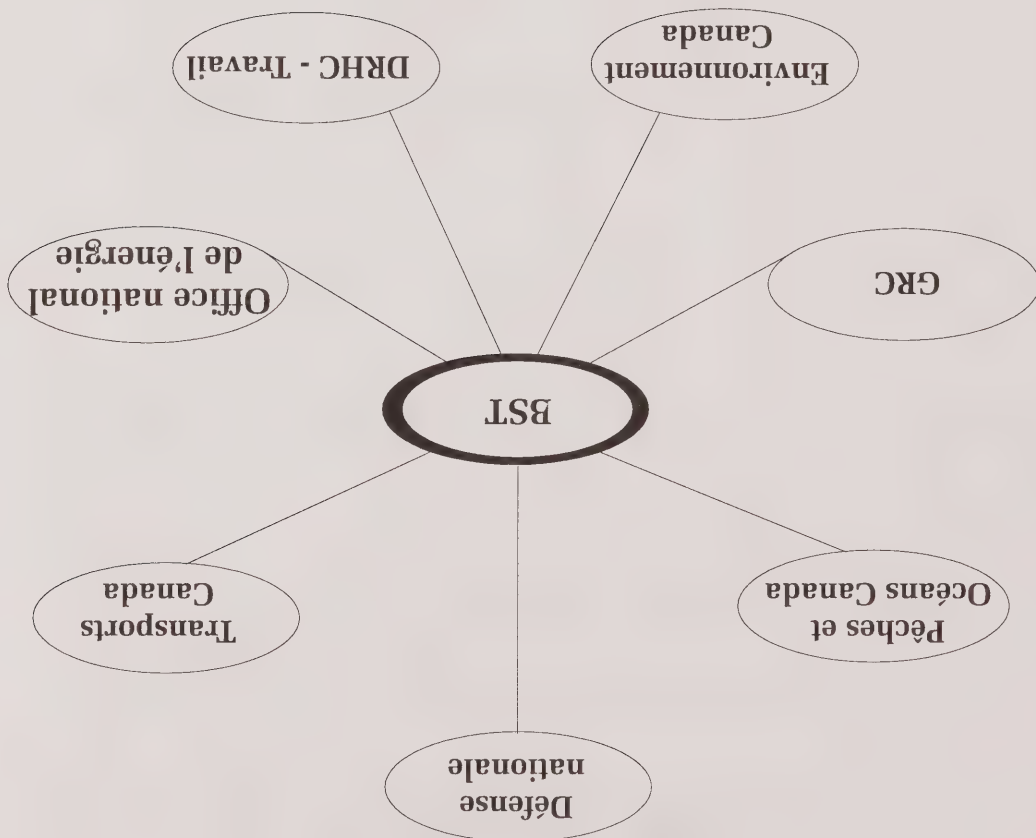 Défense
nationale
Pêches et
Océans Canada
Transports
Canada
BST
GRC
Office national
de l'énergie
Environnement
Canada
DRHC - Travail